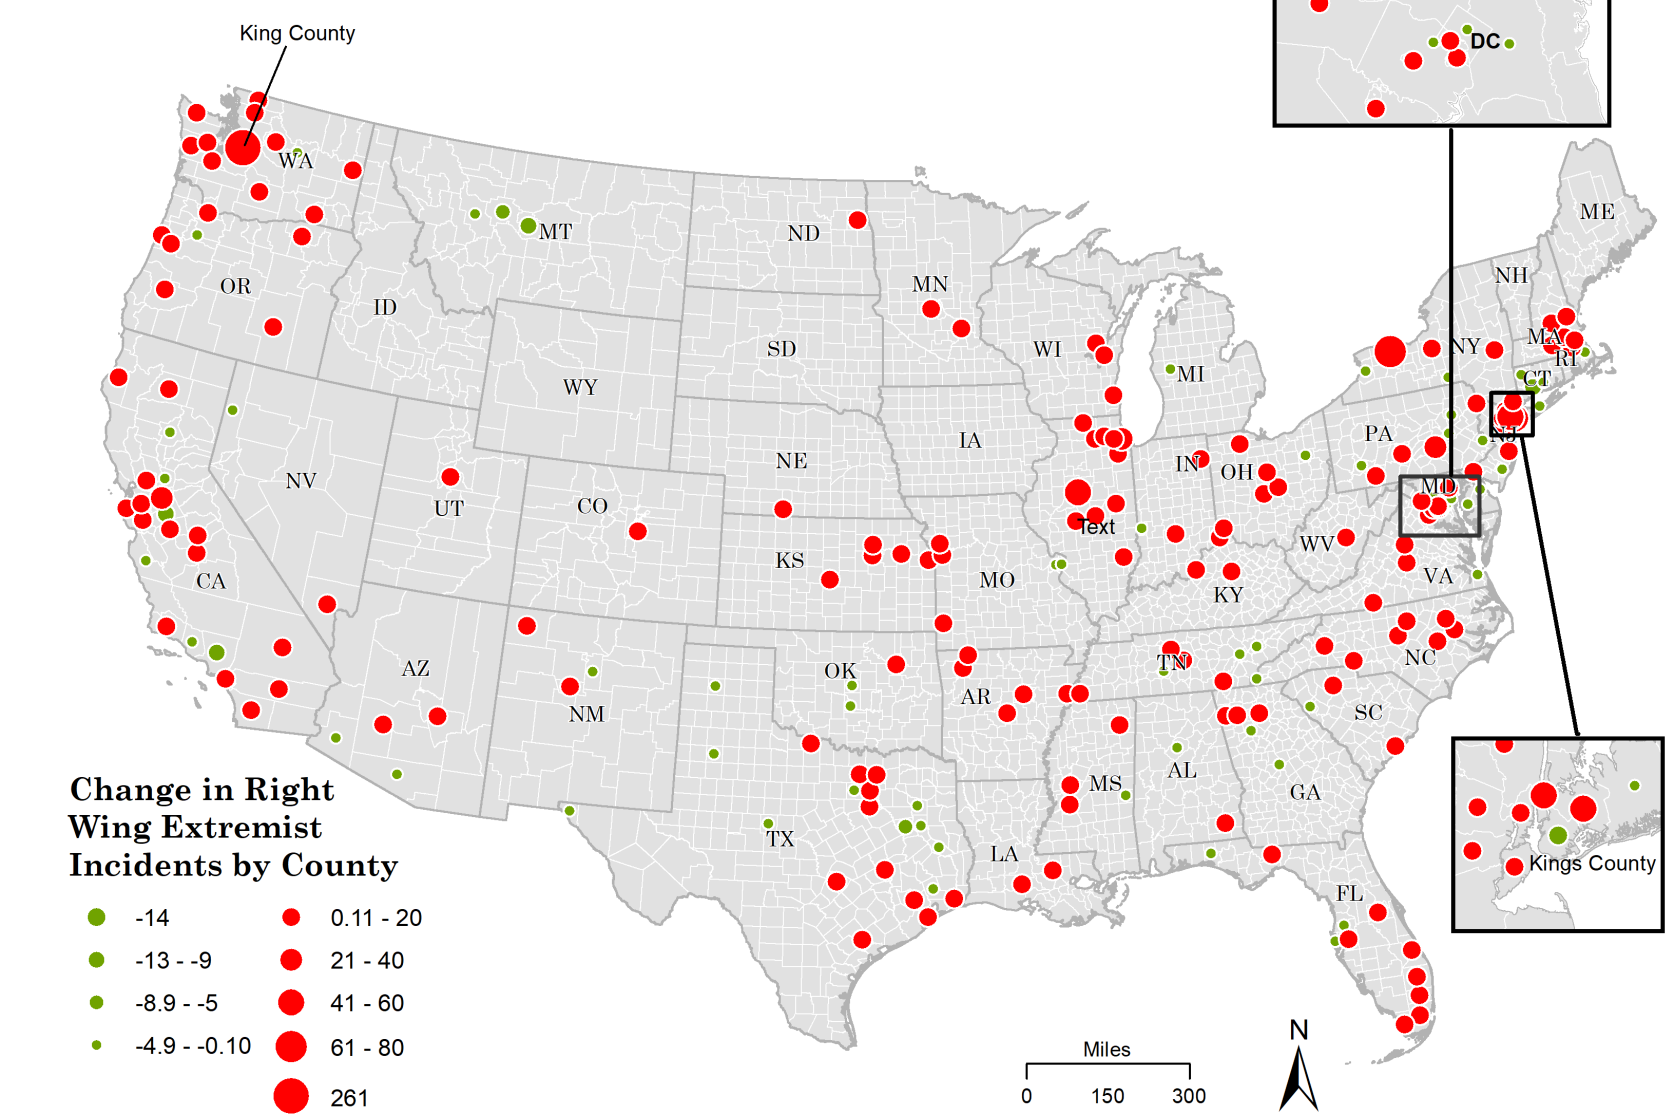 King County
DC
WA
MT
ND
ME
OR
ID
MN
NH
SD
WI
NY
MA
RI
MI
CT
WY
IA
PA
NJ
NE
IN
OH
NV
UT
CO
MD
Text
KS
MO
WV
VA
CA
KY
AZ
OK
TN
NC
NM
AR
SC
MS
AL
GA
TX
LA
FL
Kings County
Change in Right
Wing Extremist
Incidents by County
-14
0.11 - 20
-13 - -9
21 - 40
-8.9 - -5
41 - 60
-4.9 - -0.10
61 - 80
261
Miles
0 150 300
N